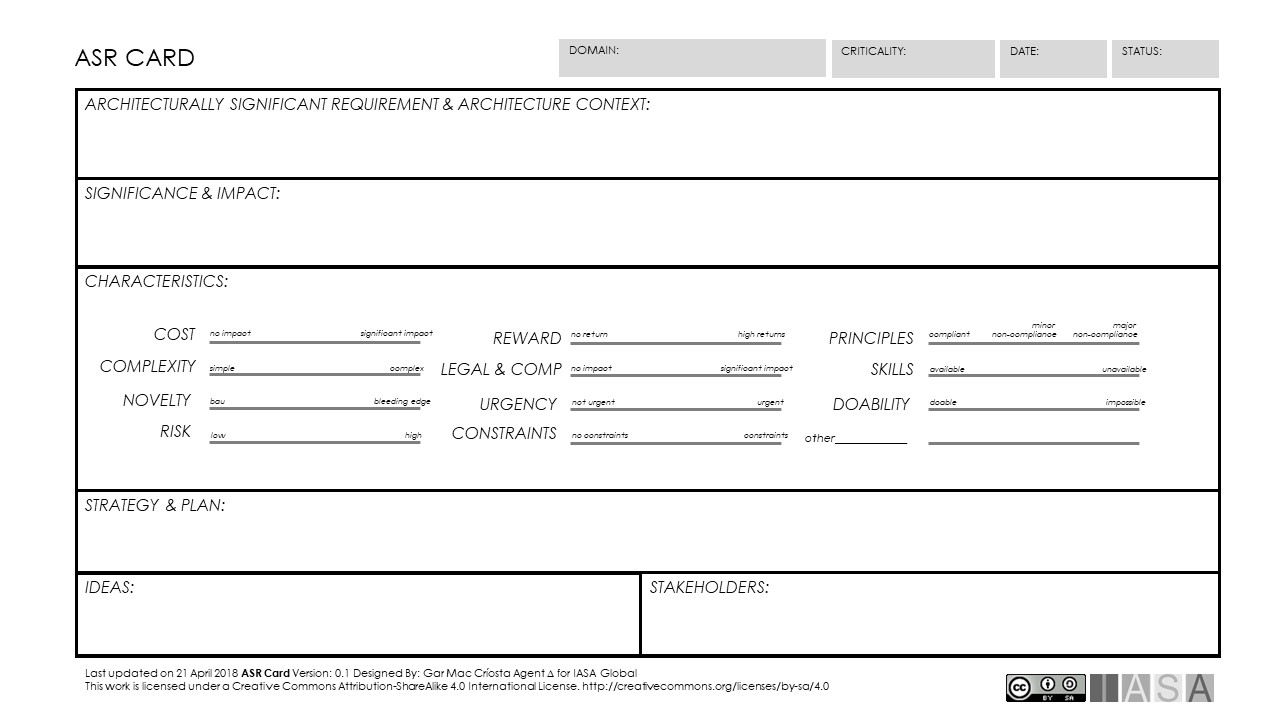 ASR CARD
DOMAIN:
CRITICALITY:
DATE:
STATUS:
ARCHITECTURALLY SIGNIFICANT REQUIREMENT & ARCHITECTURE CONTEXT:
SIGNIFICANCE & IMPACT:
CHARACTERISTICS:
COST no impact significant impact
COMPLEXITY simple complex
NOVELTY bau bleeding edge
RISK low high
REWARD no return high returns
LEGAL & COMP no impact significant impact
URGENCY not urgent urgent
CONSTRAINTS no constraints constraints
PRINCIPLES compliant minor non-compliance major non-compliance
SKILLS available unavailable
DOABILITY doable impossible
other___________
STRATEGY & PLAN:
IDEAS:
STAKEHOLDERS:
Last updated on 21 April 2018 ASR Card Version: 0.1 Designed By: Gar Mac Críosta Agent Δ for IASA Global
This work is licensed under a Creative Commons Attribution-ShareAlike 4.0 International License. http://creativecommons.org/licenses/by-sa/4.0
cc BY SA
IASA